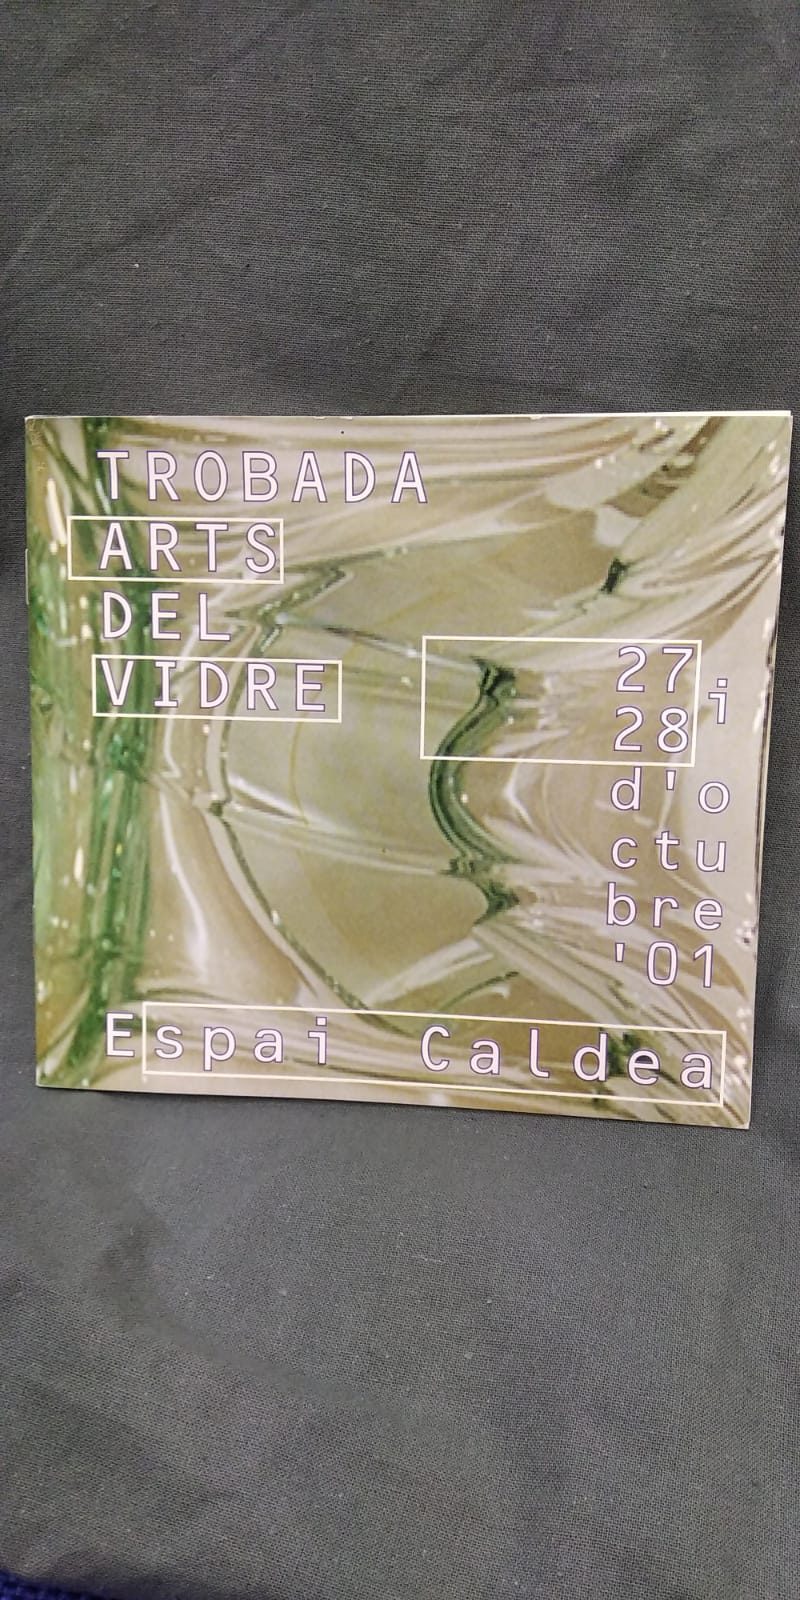 TROBADA
ARTS
DEL
VIDRE
27 i
28
d'o
ctu
bre
'01
Espai Caldea